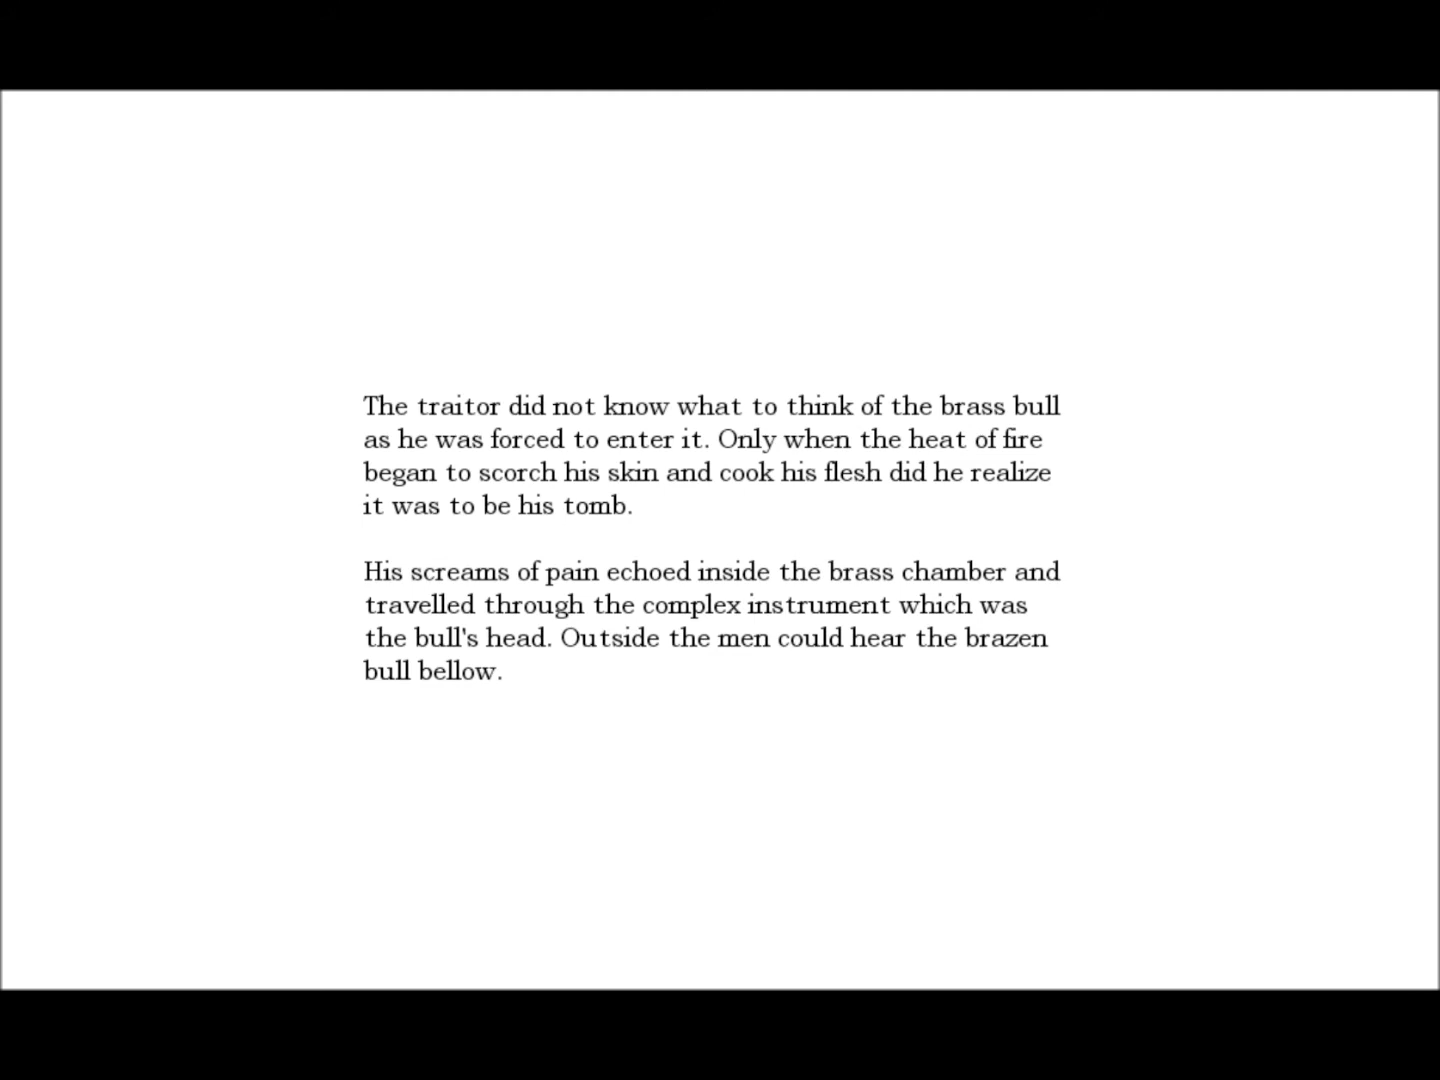 The traitor did not know what to think of the brass bull
as he was forced to enter it. Only when the heat of fire
began to scorch his skin and cook his flesh did he realize
it was to be his tomb.
His screams of pain echoed inside the brass chamber and
travelled through the complex instrument which was
the bull's head. Outside the men could hear the brazen
bull bellow.